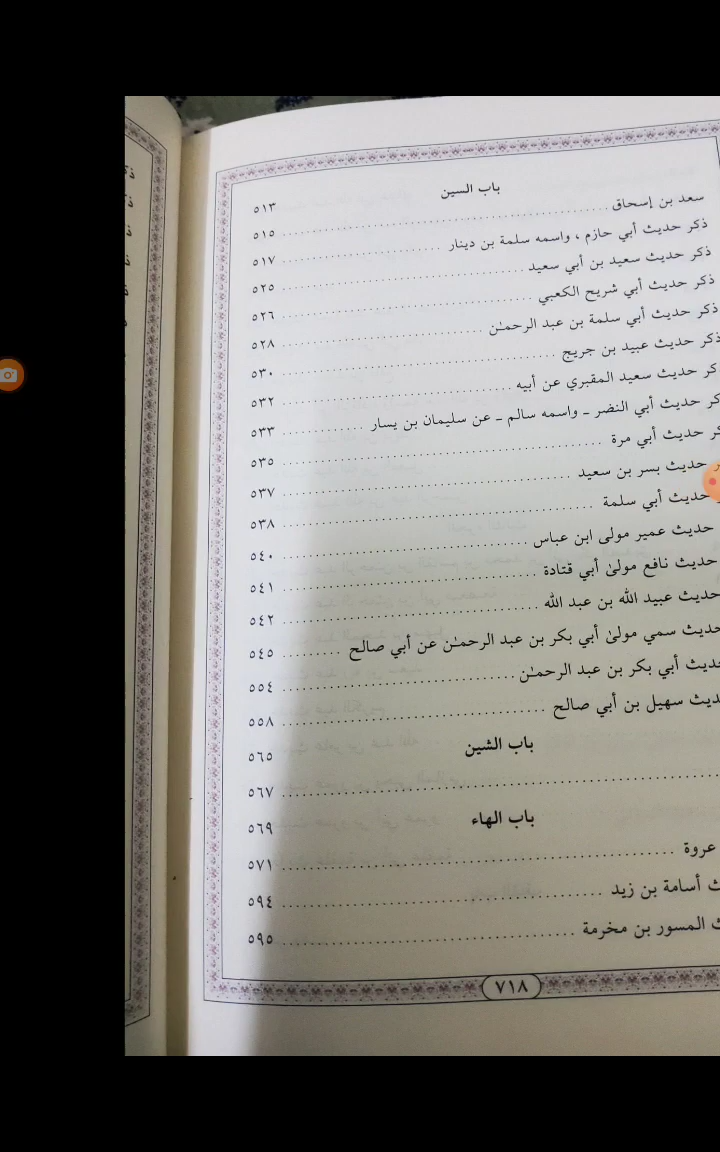 باب السين ٥١٣
سعد بن إسحاق ٥١٥
ذكر حديث أبي حازم ، واسمه سلمة بن دينار ٥١٧
ذكر حديث سعيد بن أبي سعيد ٥٢٥
ذكر حديث أبي شريح الكعبي ٥٢٦
ذكر حديث أبي سلمة بن عبد الرحمـٰن ٥٢٨
ذكر حديث عبيد بن جريج ٥٣٠
كر حديث سعيد المقبري عن أبيه ٥٣٢
كر حديث أبي النضر ـ واسمه سالم ـ عن سليمان بن يسار ٥٣٣
كر حديث أبي مرة ٥٣٥
ر حديث بسر بن سعيد ٥٣٧
حديث أبي سلمة ٥٣٨
حديث عمير مولى ابن عباس ٥٤٠
حديث نافع مولىٰ أبي قتادة ٥٤١
حديث عبيد الله بن عبد الله ٥٤٢
حديث سمي مولىٰ أبي بكر بن عبد الرحمـٰن عن أبي صالح ٥٤٥
حديث أبي بكر بن عبد الرحمـٰن ٥٥٤
ديث سهيل بن أبي صالح ٥٥٨
باب الشين ٥٦٥
٥٦٧
باب الهاء ٥٦٩
عروة ٥٧١
ث أسامة بن زيد ٥٩٤
ث المسور بن مخرمة ٥٩٥
٧١٨